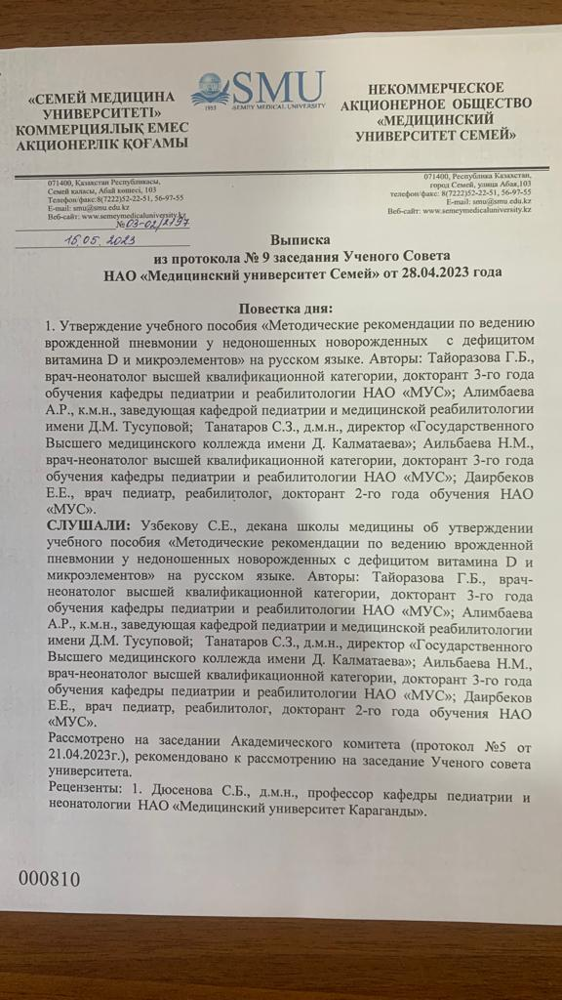 «СЕМЕЙ МЕДИЦИНА
УНИВЕРСИТЕТІ»
КОММЕРЦИЯЛЫҚ ЕМЕС
АКЦИОНЕРЛІК ҚОҒАМЫ
SMU
1953 SEMEY MEDICAL UNIVERSITY
НЕКОММЕРЧЕСКОЕ
АКЦИОНЕРНОЕ ОБЩЕСТВО
«МЕДИЦИНСКИЙ
УНИВЕРСИТЕТ СЕМЕЙ»
071400, Қазақстан Республикасы,
Семей қаласы, Абай көшесі, 103
Телефон/факс:8(7222)52-22-51, 56-97-55
E-mail: smu@smu.edu.kz
Веб-сайт: www.semeymedicaluniversity.kz
071400, Республика Казахстан,
город Семей, улица Абая,103
телефон/факс: 8(7222)52-22-51, 56-97-55
E-mail: smu@smu.edu.kz
Веб-сайт: www.semeymedicaluniversity.kz
№03-02/2197
15.05.2023
Выписка
из протокола № 9 заседания Ученого Совета
НАО «Медицинский университет Семей» от 28.04.2023 года
Повестка дня:
1. Утверждение учебного пособия «Методические рекомендации по ведению
врожденной пневмонии у недоношенных новорожденных с дефицитом
витамина D и микроэлементов» на русском языке. Авторы: Тайоразова Г.Б.,
врач-неонатолог высшей квалификационной категории, докторант 3-го года
обучения кафедры педиатрии и реабилитологии НАО «МУС»; Алимбаева
А.Р., к.м.н., заведующая кафедрой педиатрии и медицинской реабилитологии
имени Д.М. Тусуповой; Танатаров С.З., д.м.н., директор «Государственного
Высшего медицинского колледжа имени Д. Калматаева»; Аильбаева Н.М.,
врач-неонатолог высшей квалификационной категории, докторант 3-го года
обучения кафедры педиатрии и реабилитологии НАО «МУС»; Даирбеков
Е.Е., врач педиатр, реабилитолог, докторант 2-го года обучения НАО
«МУС».
СЛУШАЛИ: Узбекову С.Е., декана школы медицины об утверждении
учебного пособия «Методические рекомендации по ведению врожденной
пневмонии у недоношенных новорожденных с дефицитом витамина D и
микроэлементов» на русском языке. Авторы: Тайоразова Г.Б., врач-
неонатолог высшей квалификационной категории, докторант 3-го года
обучения кафедры педиатрии и реабилитологии НАО «МУС»; Алимбаева
А.Р., к.м.н., заведующая кафедрой педиатрии и медицинской реабилитологии
имени Д.М. Тусуповой; Танатаров С.З., д.м.н., директор «Государственного
Высшего медицинского колледжа имени Д. Калматаева»; Аильбаева Н.М.,
врач-неонатолог высшей квалификационной категории, докторант 3-го года
обучения кафедры педиатрии и реабилитологии НАО «МУС»; Даирбеков
Е.Е., врач педиатр, реабилитолог, докторант 2-го года обучения НАО
«МУС».
Рассмотрено на заседании Академического комитета (протокол №5 от
21.04.2023г.), рекомендовано к рассмотрению на заседание Ученого совета
университета.
Рецензенты: 1. Дюсенова С.Б., д.м.н., профессор кафедры педиатрии и
неонатологии НАО «Медицинский университет Караганды».
000810